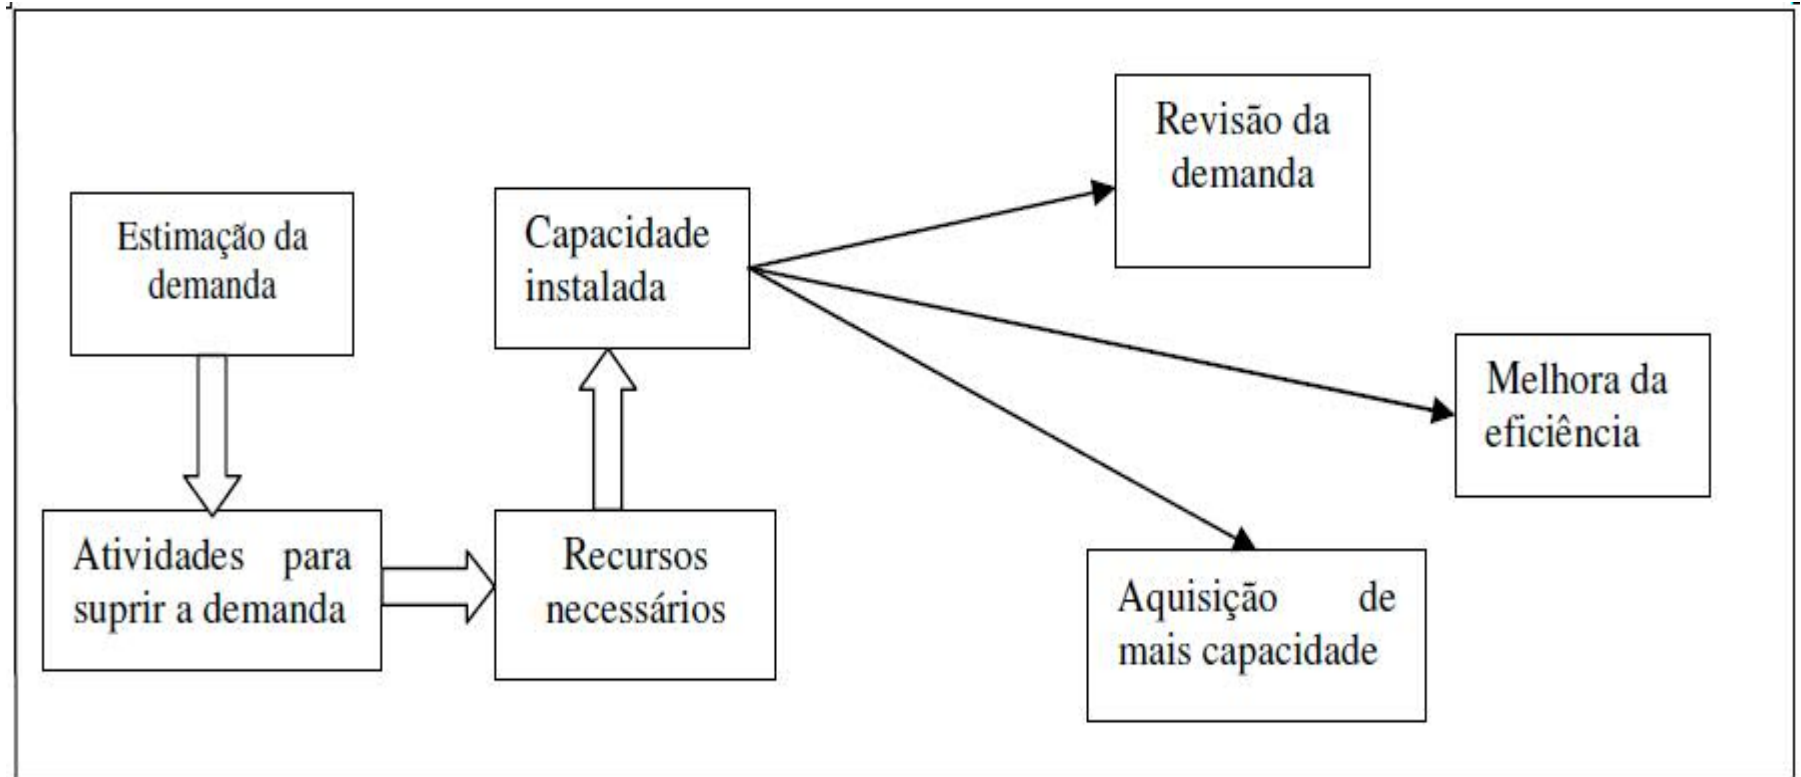 Estimação da
demanda
Atividades para
suprir a demanda
Recursos
necessários
Capacidade
instalada
Revisão da
demanda
Melhora da
eficiência
Aquisição de
mais capacidade